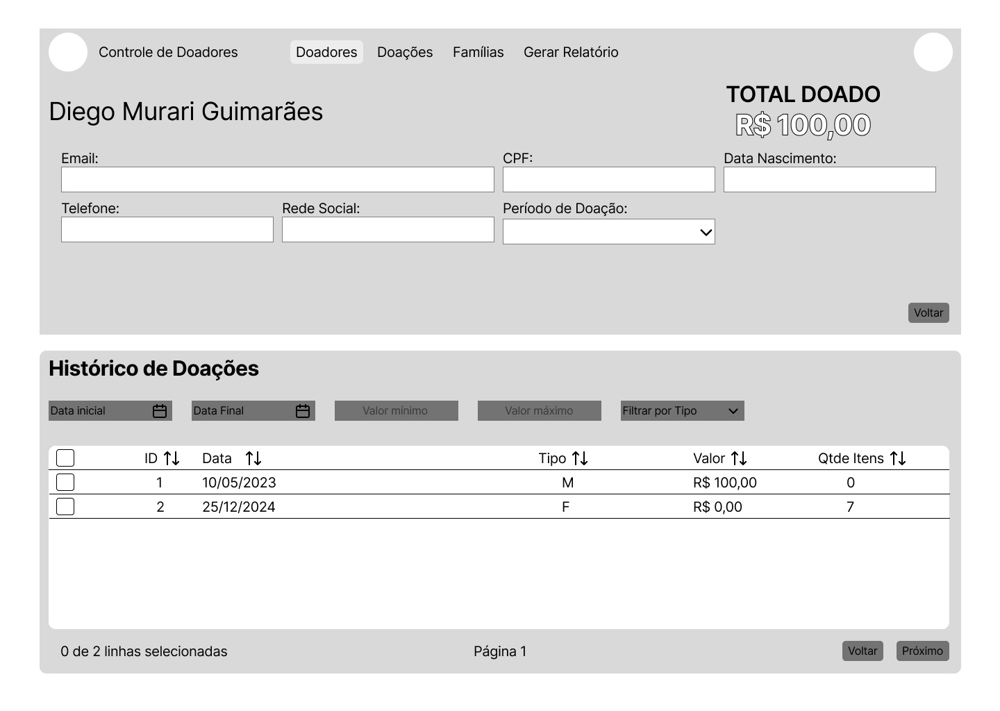 Controle de Doadores Doadores Doações Famílias Gerar Relatório
TOTAL DOADO
Diego Murari Guimarães
R$ 100,00
Email: CPF: Data Nascimento:
Telefone: Rede Social: Período de Doação:
Voltar
Histórico de Doações
Data inicial Data Final Valor mínimo Valor máximo Filtrar por Tipo
ID Data Tipo Valor Qtde Itens
1 10/05/2023 M R$ 100,00 0
2 25/12/2024 F R$ 0,00 7
0 de 2 linhas selecionadas Página 1 Voltar Próximo